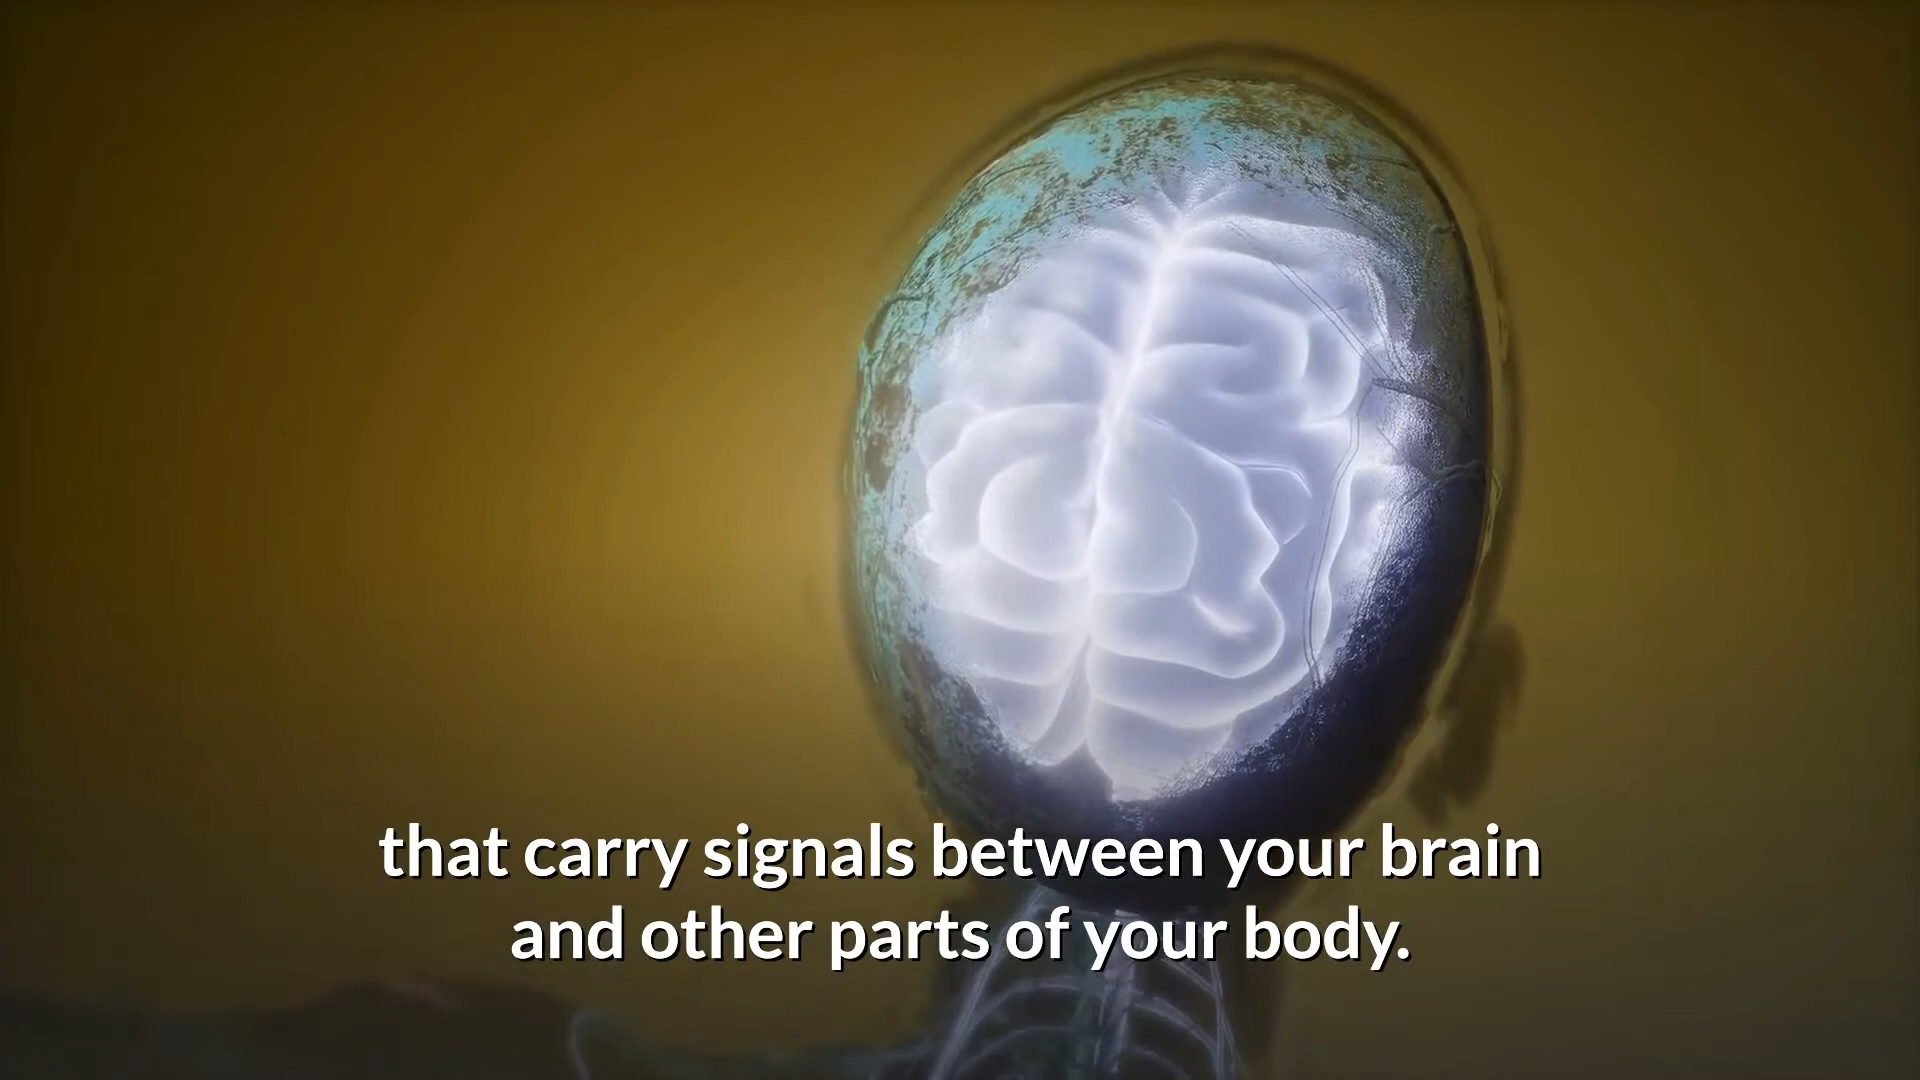 that carry signals between your brain
and other parts of your body.